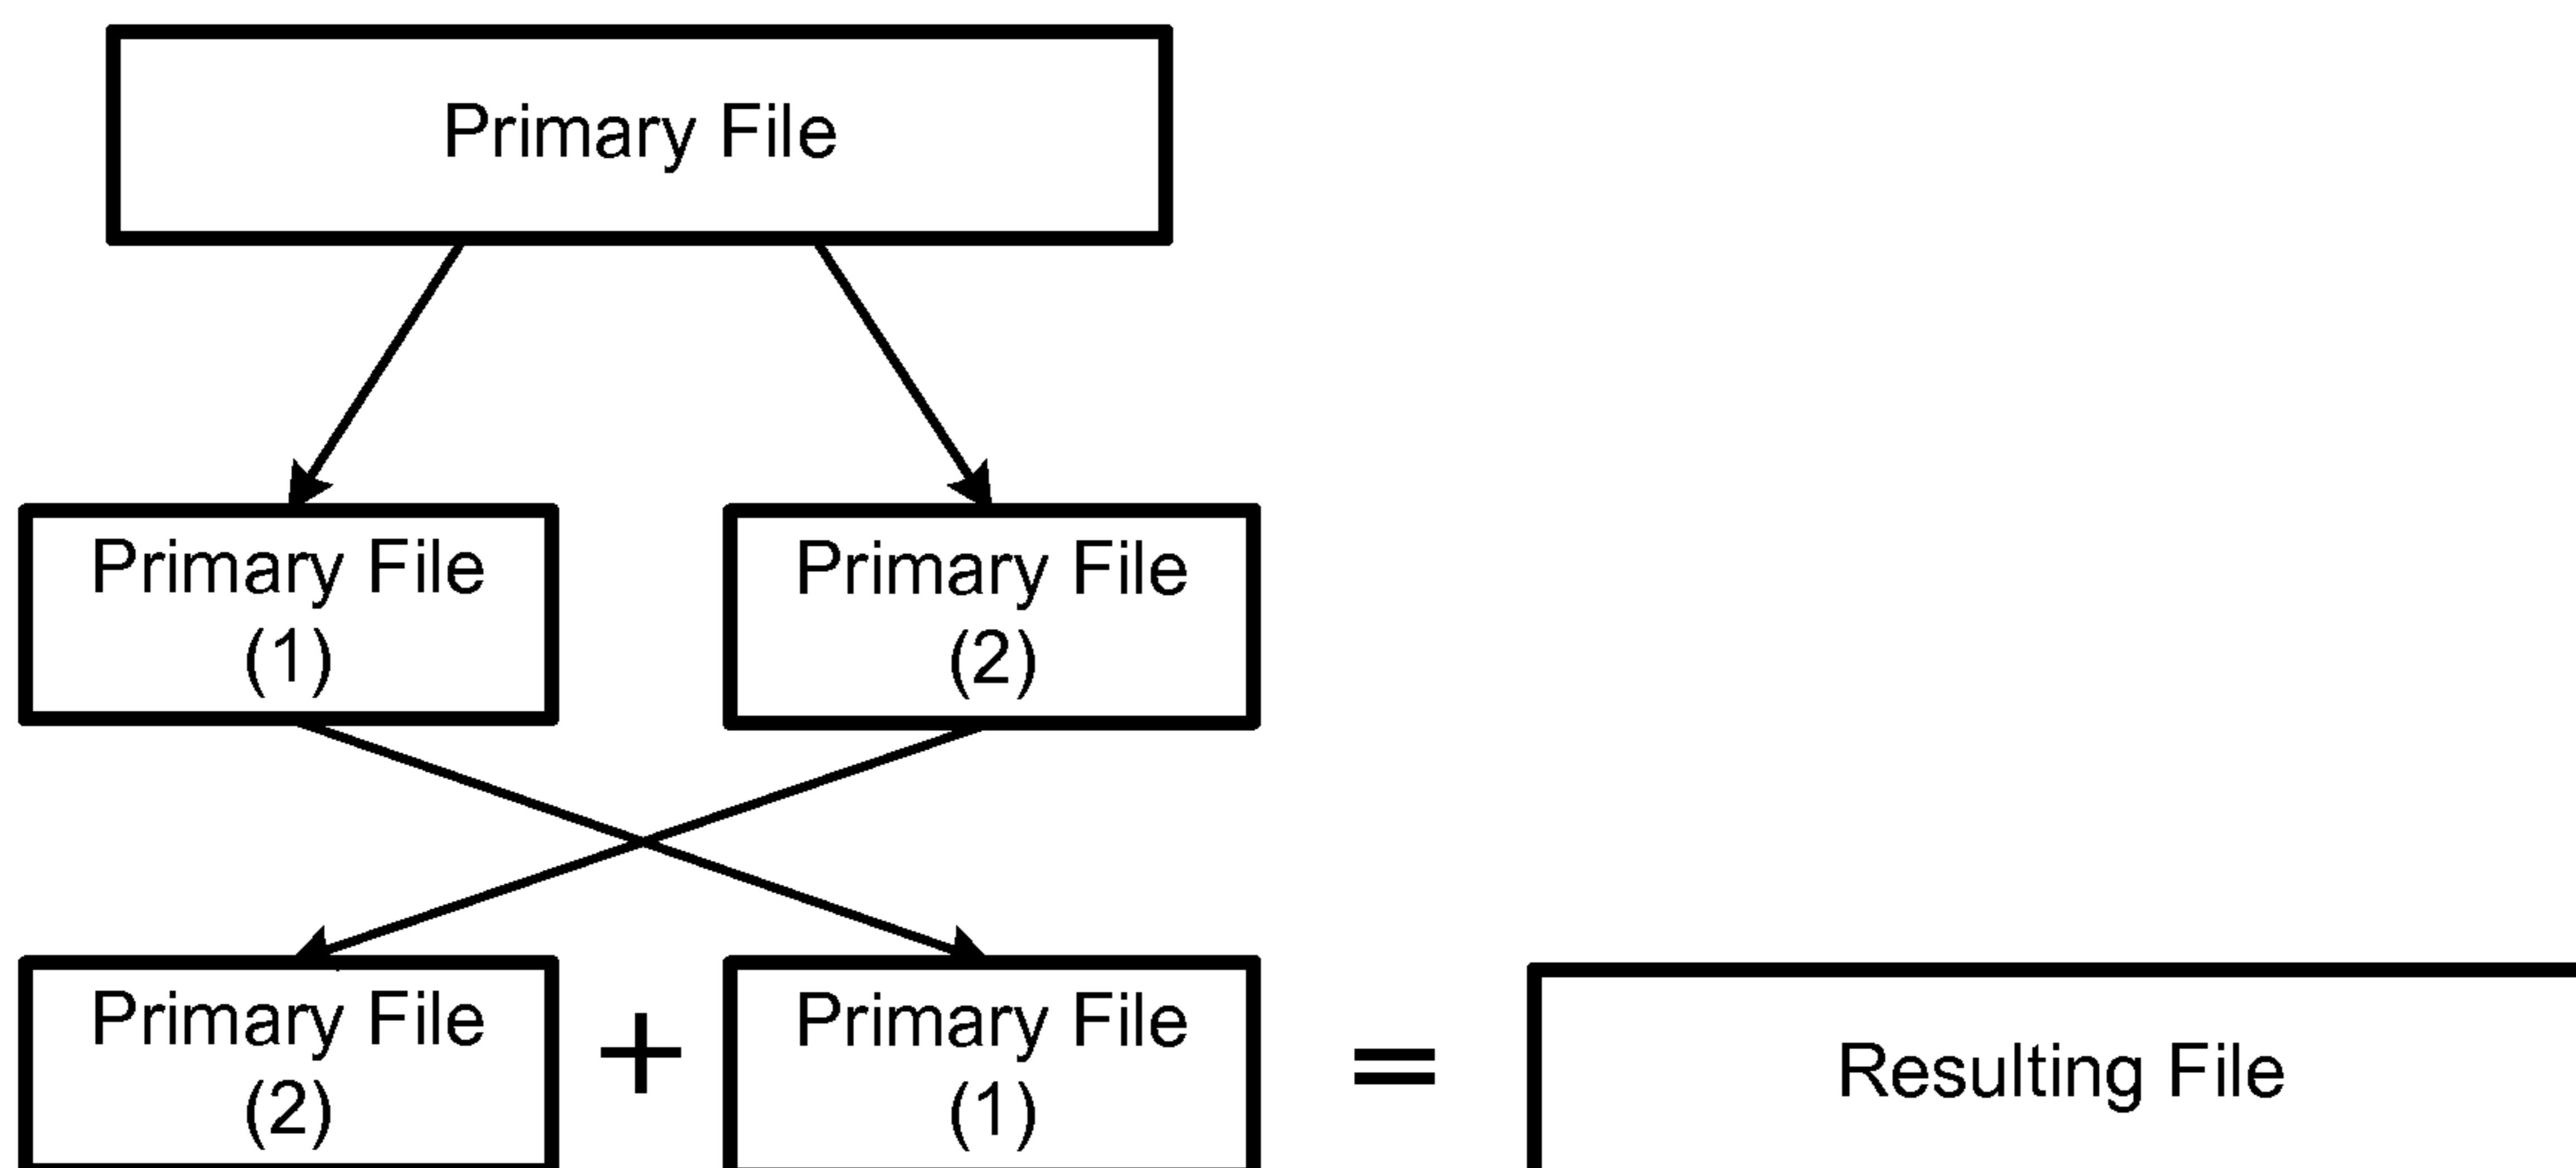 Primary File
Primary File
(1)
Primary File
(2)
Primary File
(2)
+
Primary File
(1)
=
Resulting File